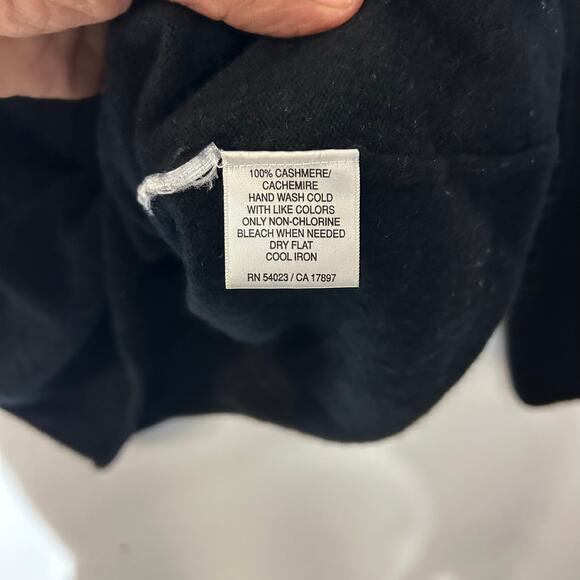 100% CASHMERE/
CACHEMIRE
HAND WASH COLD
WITH LIKE COLORS
ONLY NON-CHLORINE
BLEACH WHEN NEEDED
DRY FLAT
COOL IRON
RN 54023 / CA 17897